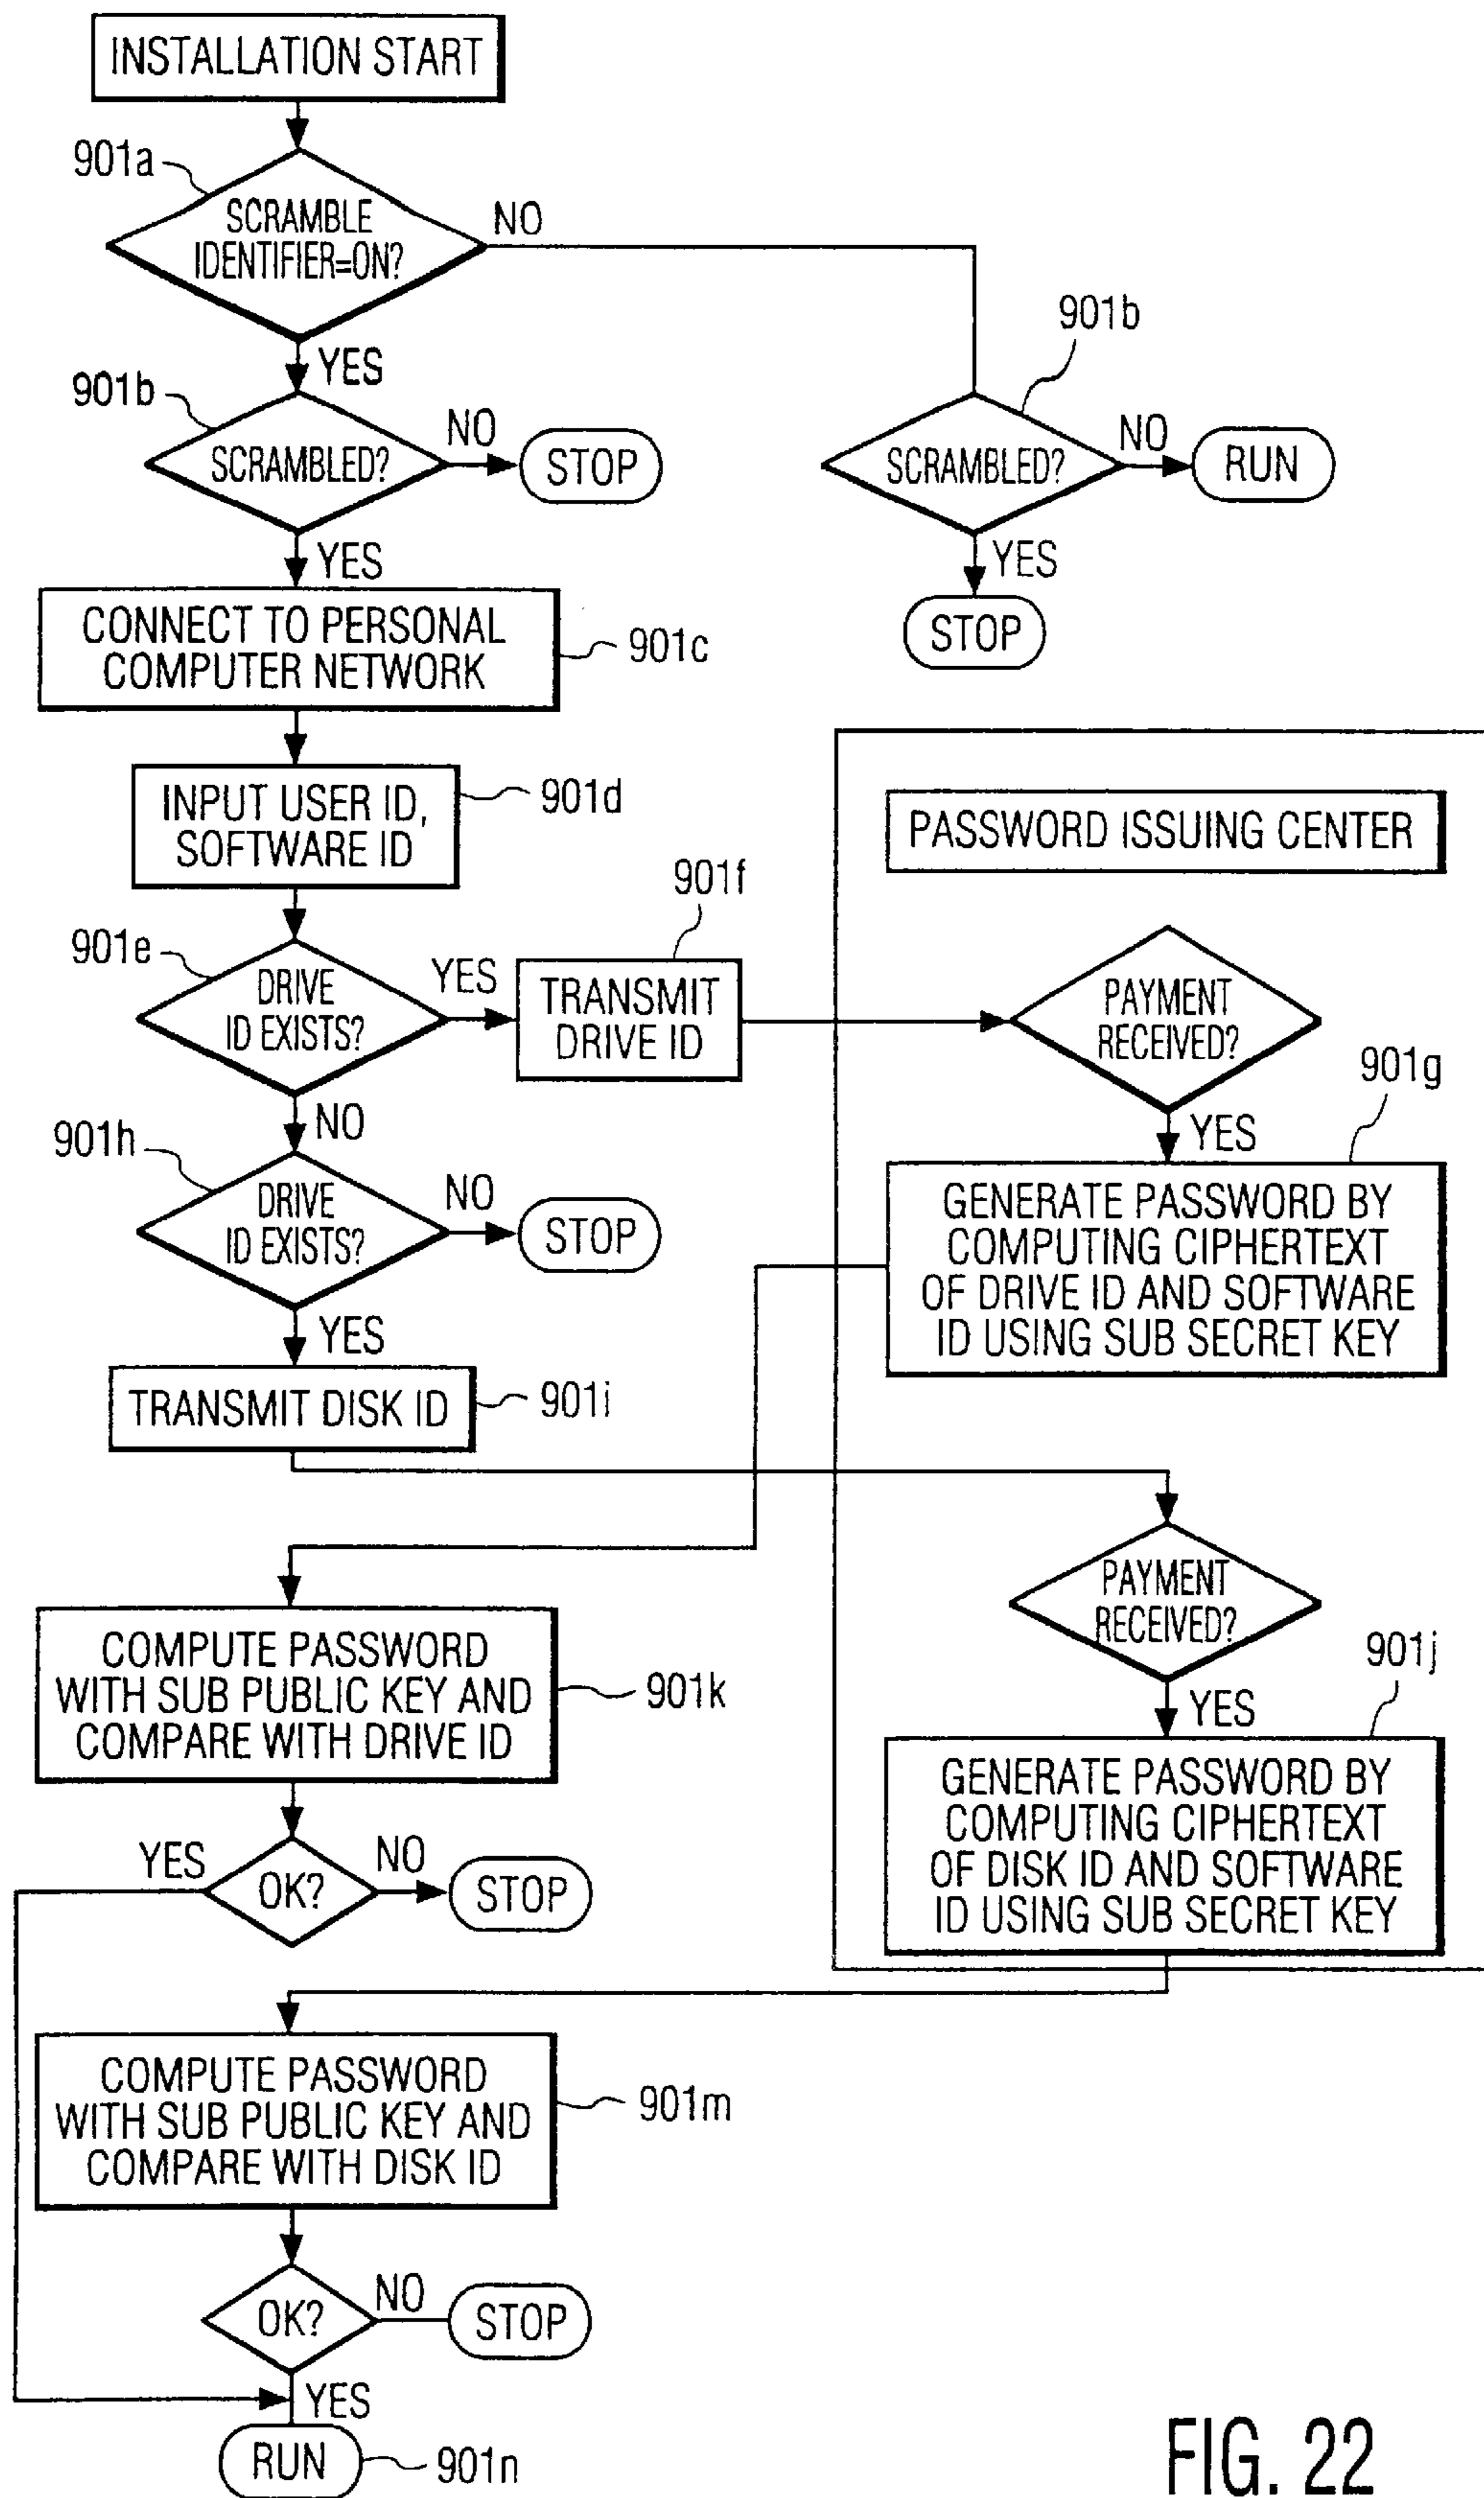 INSTALLATION START
901a
SCRAMBLE
IDENTIFIER=ON?
NO
YES
901b
SCRAMBLED?
NO
STOP
901b
SCRAMBLED?
NO
RUN
YES
STOP
YES
CONNECT TO PERSONAL
COMPUTER NETWORK
901c
INPUT USER ID,
SOFTWARE ID
901d
PASSWORD ISSUING CENTER
901e
DRIVE
ID EXISTS?
YES
901f
TRANSMIT
DRIVE ID
PAYMENT
RECEIVED?
901g
YES
GENERATE PASSWORD BY
COMPUTING CIPHERTEXT
OF DRIVE ID AND SOFTWARE
ID USING SUB SECRET KEY
NO
901h
DRIVE
ID EXISTS?
NO
STOP
YES
TRANSMIT DISK ID
901i
PAYMENT
RECEIVED?
901j
YES
GENERATE PASSWORD BY
COMPUTING CIPHERTEXT
OF DISK ID AND SOFTWARE
ID USING SUB SECRET KEY
COMPUTE PASSWORD
WITH SUB PUBLIC KEY AND
COMPARE WITH DRIVE ID
901k
YES
OK?
NO
STOP
COMPUTE PASSWORD
WITH SUB PUBLIC KEY AND
COMPARE WITH DISK ID
901m
OK?
NO
STOP
YES
RUN
901n
FIG. 22